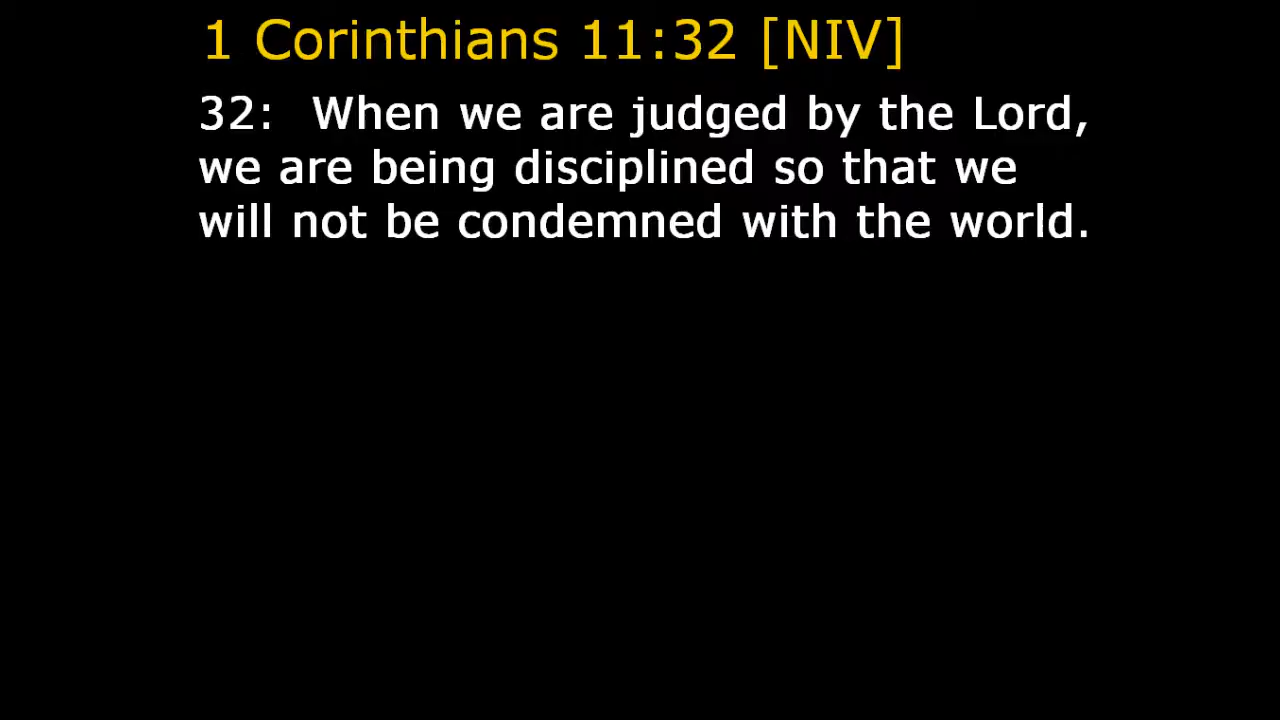 1 Corinthians 11:32 [NIV]
32: When we are judged by the Lord,
we are being disciplined so that we
will not be condemned with the world.